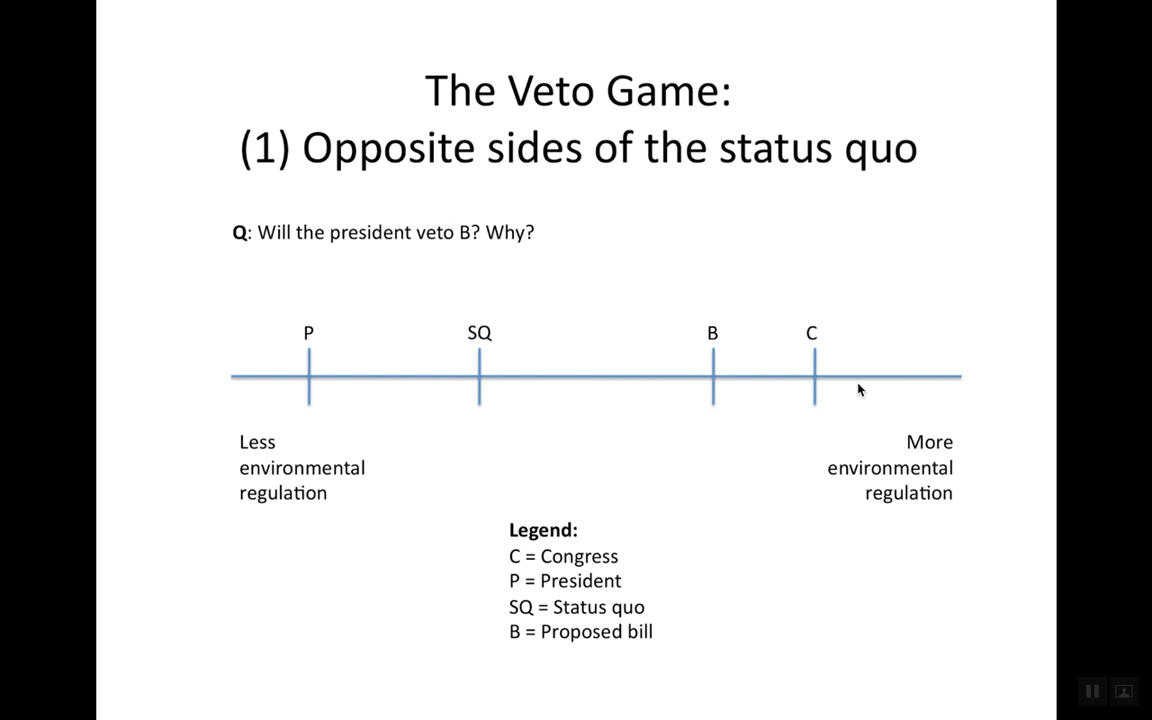 The Veto Game:
(1) Opposite sides of the status quo
Q: Will the president veto B? Why?
P SQ B C
Less
environmental
regulation
More
environmental
regulation
Legend:
C = Congress
P = President
SQ = Status quo
B = Proposed bill